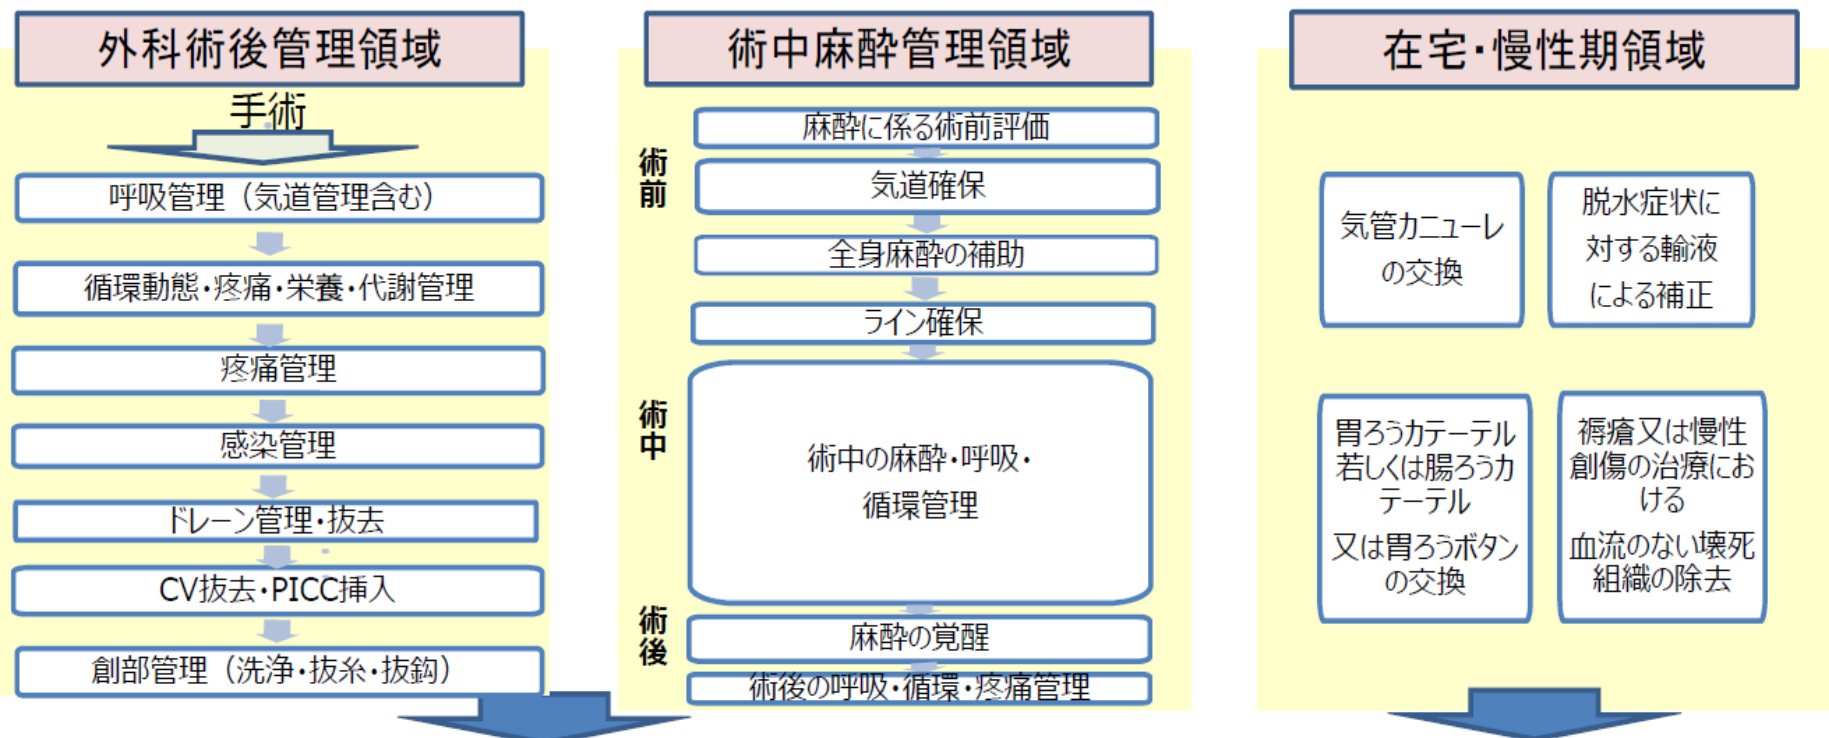 外科術後管理領域
手術
呼吸管理（気道管理含む）
循環動態・疼痛・栄養・代謝管理
疼痛管理
感染管理
ドレーン管理・抜去
CV抜去・PICC挿入
創部管理（洗浄・抜糸・抜鈎）
術中麻酔管理領域
術前
麻酔に係る術前評価
気道確保
全身麻酔の補助
ライン確保
術中
術中の麻酔・呼吸・
循環管理
術後
麻酔の覚醒
術後の呼吸・循環・疼痛管理
在宅・慢性期領域
気管カニューレ
の交換
脱水症状に
対する輸液
による補正
胃ろうカテーテル
若しくは腸ろうカ
テーテル
又は胃ろうボタン
の交換
褥瘡又は慢性
創傷の治療にお
ける
血流のない壊死
組織の除去